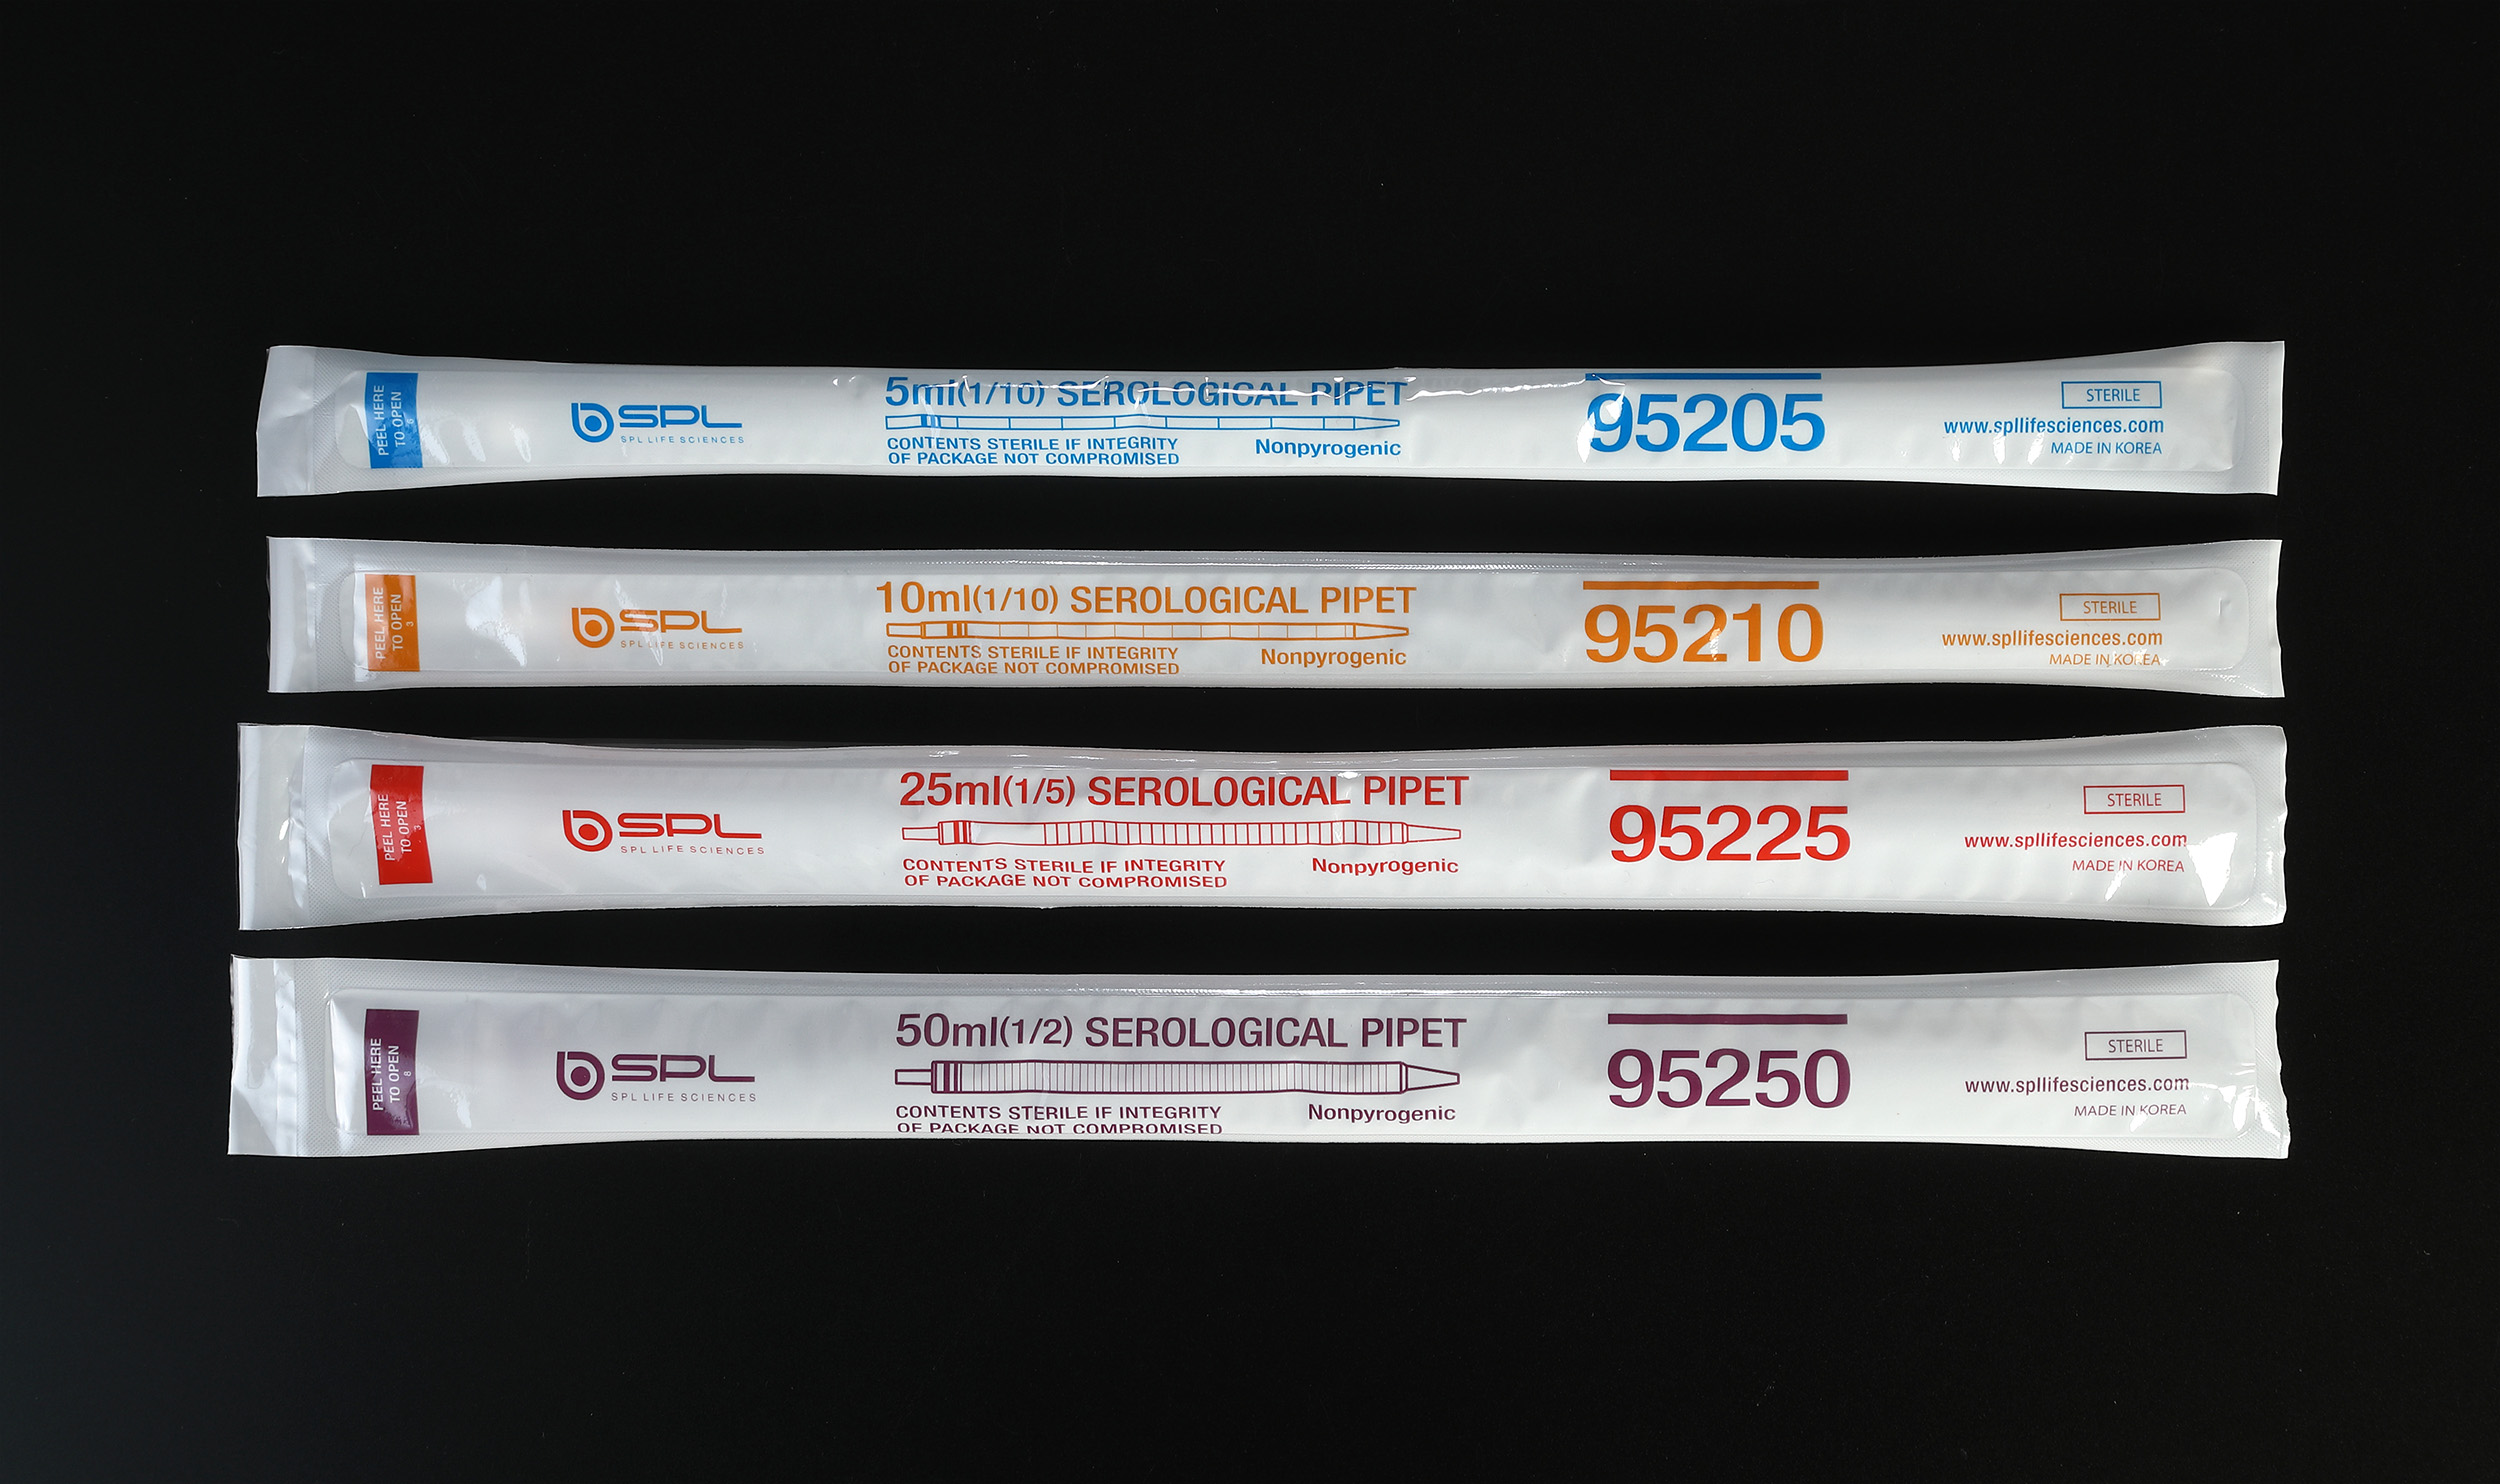 PEEL HERE
TO OPEN
6
SPL
SPL LIFE SCIENCES
5ml(1/10) SEROLOGICAL PIPET
CONTENTS STERILE IF INTEGRITY
OF PACKAGE NOT COMPROMISED
Nonpyrogenic
95205
STERILE
www.spllifesciences.com
MADE IN KOREA
PEEL HERE
TO OPEN
3
SPL
SPL LIFE SCIENCES
10ml(1/10) SEROLOGICAL PIPET
CONTENTS STERILE IF INTEGRITY
OF PACKAGE NOT COMPROMISED
Nonpyrogenic
95210
STERILE
www.spllifesciences.com
MADE IN KOREA
PEEL HERE
TO OPEN
3
SPL
SPL LIFE SCIENCES
25ml(1/5) SEROLOGICAL PIPET
CONTENTS STERILE IF INTEGRITY
OF PACKAGE NOT COMPROMISED
Nonpyrogenic
95225
STERILE
www.spllifesciences.com
MADE IN KOREA
PEEL HERE
TO OPEN
8
SPL
SPL LIFE SCIENCES
50ml(1/2) SEROLOGICAL PIPET
CONTENTS STERILE IF INTEGRITY
OF PACKAGE NOT COMPROMISED
Nonpyrogenic
95250
STERILE
www.spllifesciences.com
MADE IN KOREA